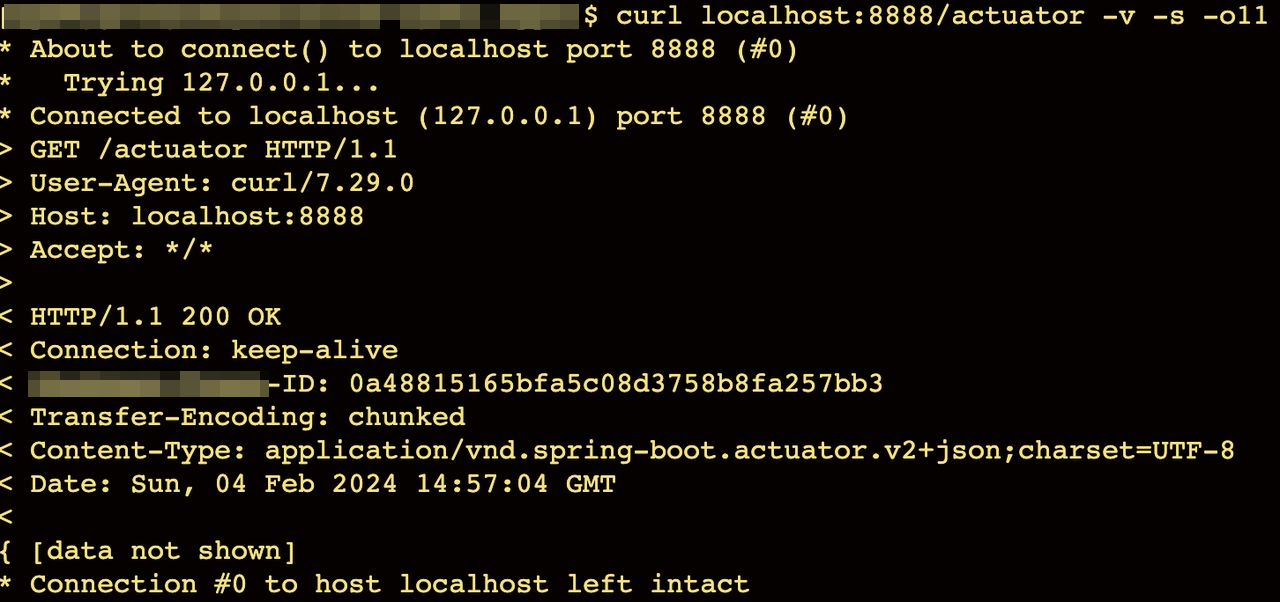 $ curl localhost:8888/actuator -v -s -o11
* About to connect() to localhost port 8888 (#0)
*   Trying 127.0.0.1...
* Connected to localhost (127.0.0.1) port 8888 (#0)
> GET /actuator HTTP/1.1
> User-Agent: curl/7.29.0
> Host: localhost:8888
> Accept: */*
>
< HTTP/1.1 200 OK
< Connection: keep-alive
< -ID: 0a48815165bfa5c08d3758b8fa257bb3
< Transfer-Encoding: chunked
< Content-Type: application/vnd.spring-boot.actuator.v2+json;charset=UTF-8
< Date: Sun, 04 Feb 2024 14:57:04 GMT
<
{ [data not shown]
* Connection #0 to host localhost left intact